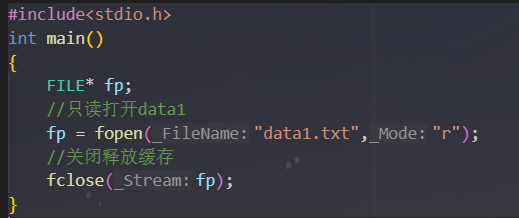 #include<stdio.h>
int main()
{
    FILE* fp;
    //只读打开data1
    fp = fopen(_FileName:"data1.txt",_Mode:"r");
    //关闭释放缓存
    fclose(_Stream:fp);
}